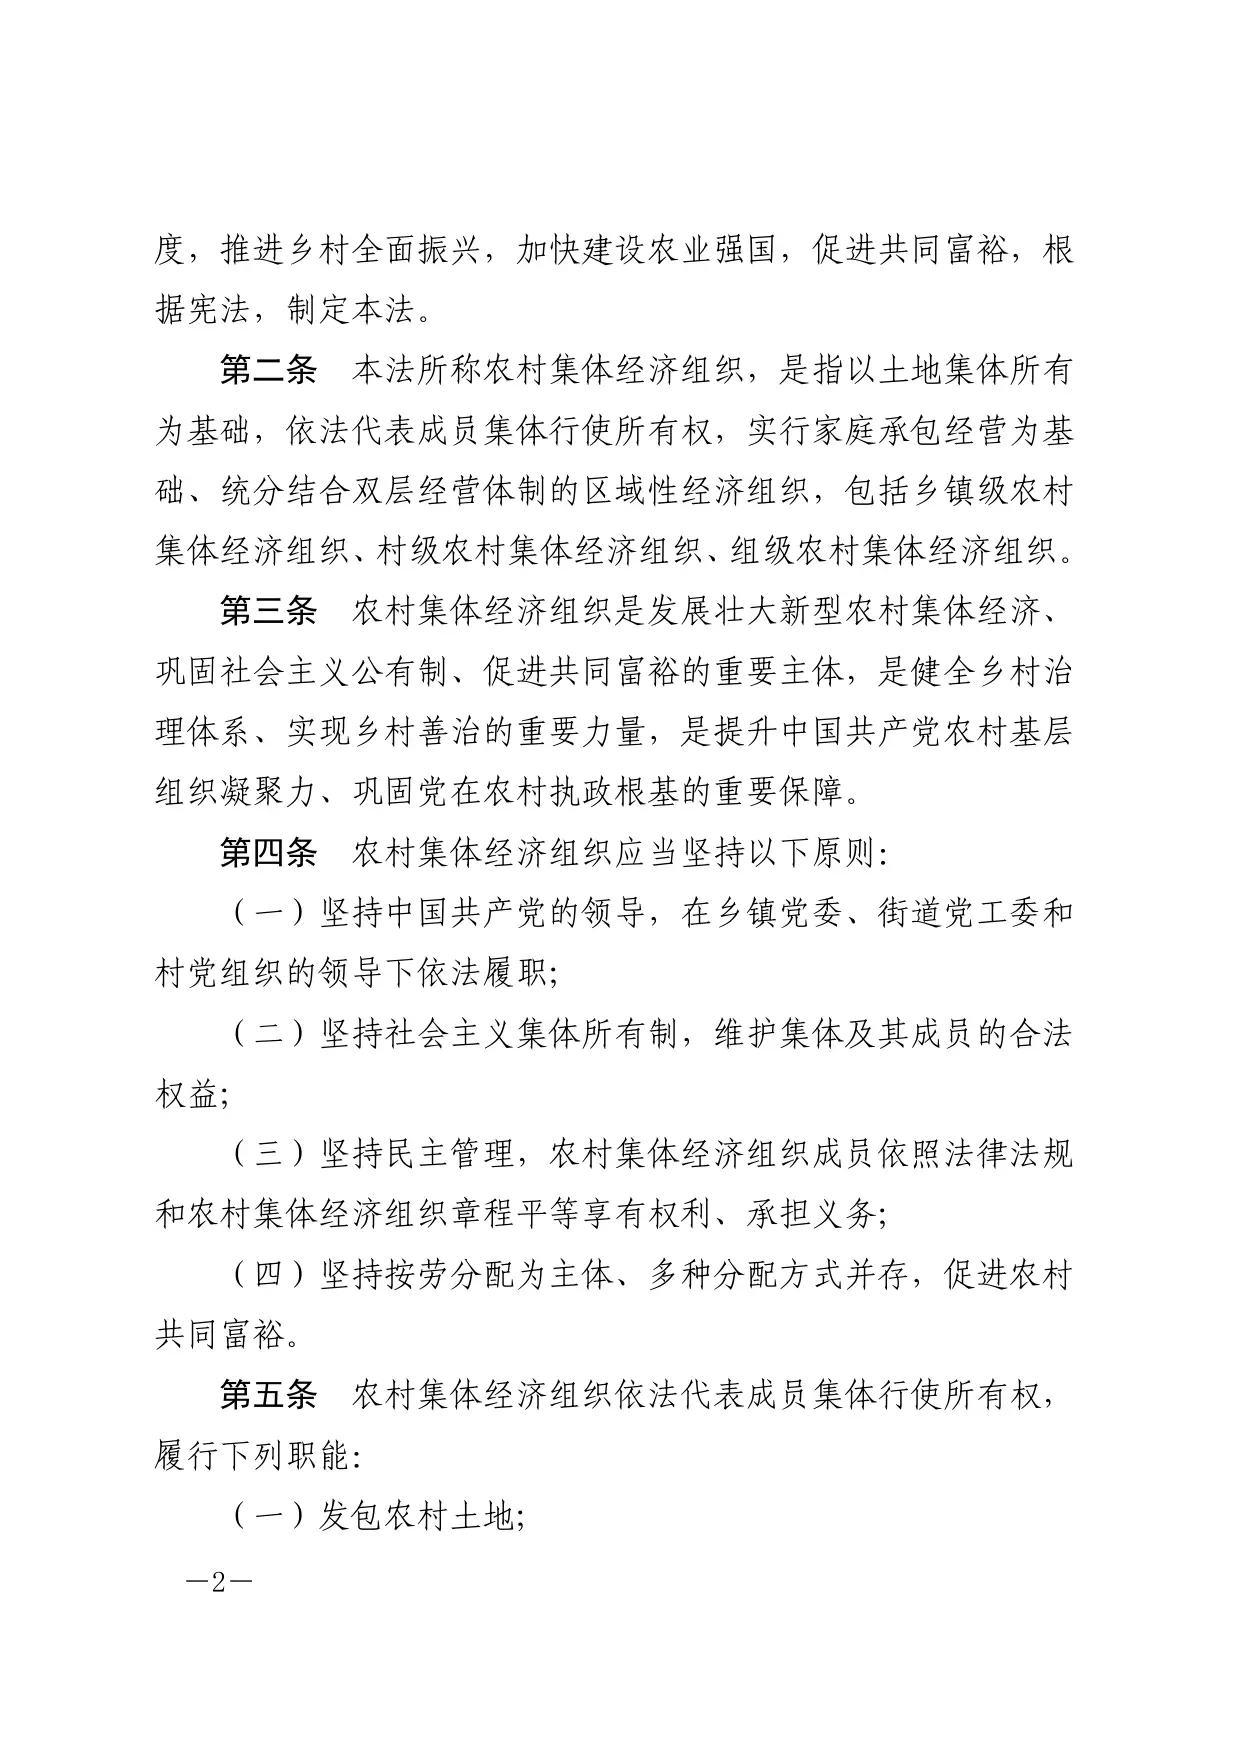 度，推进乡村全面振兴，加快建设农业强国，促进共同富裕，根
据宪法，制定本法。
第二条　本法所称农村集体经济组织，是指以土地集体所有
为基础，依法代表成员集体行使所有权，实行家庭承包经营为基
础、统分结合双层经营体制的区域性经济组织，包括乡镇级农村
集体经济组织、村级农村集体经济组织、组级农村集体经济组织。
第三条　农村集体经济组织是发展壮大新型农村集体经济、
巩固社会主义公有制、促进共同富裕的重要主体，是健全乡村治
理体系、实现乡村善治的重要力量，是提升中国共产党农村基层
组织凝聚力、巩固党在农村执政根基的重要保障。
第四条　农村集体经济组织应当坚持以下原则：
（一）坚持中国共产党的领导，在乡镇党委、街道党工委和
村党组织的领导下依法履职；
（二）坚持社会主义集体所有制，维护集体及其成员的合法
权益；
（三）坚持民主管理，农村集体经济组织成员依照法律法规
和农村集体经济组织章程平等享有权利、承担义务；
（四）坚持按劳分配为主体、多种分配方式并存，促进农村
共同富裕。
第五条　农村集体经济组织依法代表成员集体行使所有权，
履行下列职能：
（一）发包农村土地；
—2—